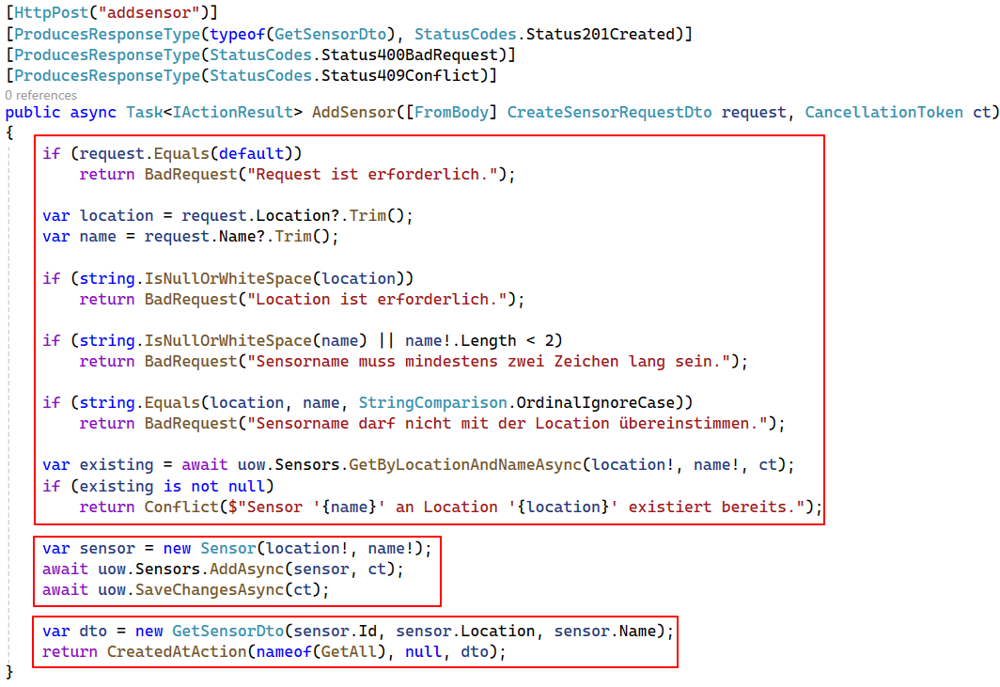 [HttpPost("addsensor")]
[ProducesResponseType(typeof(GetSensorDto), StatusCodes.Status201Created)]
[ProducesResponseType(StatusCodes.Status400BadRequest)]
[ProducesResponseType(StatusCodes.Status409Conflict)]
0 references
public async Task<IActionResult> AddSensor([FromBody] CreateSensorRequestDto request, CancellationToken ct)
{
    if (request.Equals(default))
        return BadRequest("Request ist erforderlich.");

    var location = request.Location?.Trim();
    var name = request.Name?.Trim();

    if (string.IsNullOrWhiteSpace(location))
        return BadRequest("Location ist erforderlich.");

    if (string.IsNullOrWhiteSpace(name) || name!.Length < 2)
        return BadRequest("Sensorname muss mindestens zwei Zeichen lang sein.");

    if (string.Equals(location, name, StringComparison.OrdinalIgnoreCase))
        return BadRequest("Sensorname darf nicht mit der Location übereinstimmen.");

    var existing = await uow.Sensors.GetByLocationAndNameAsync(location!, name!, ct);
    if (existing is not null)
        return Conflict($"Sensor '{name}' an Location '{location}' existiert bereits.");

    var sensor = new Sensor(location!, name!);
    await uow.Sensors.AddAsync(sensor, ct);
    await uow.SaveChangesAsync(ct);

    var dto = new GetSensorDto(sensor.Id, sensor.Location, sensor.Name);
    return CreatedAtAction(nameof(GetAll), null, dto);
}